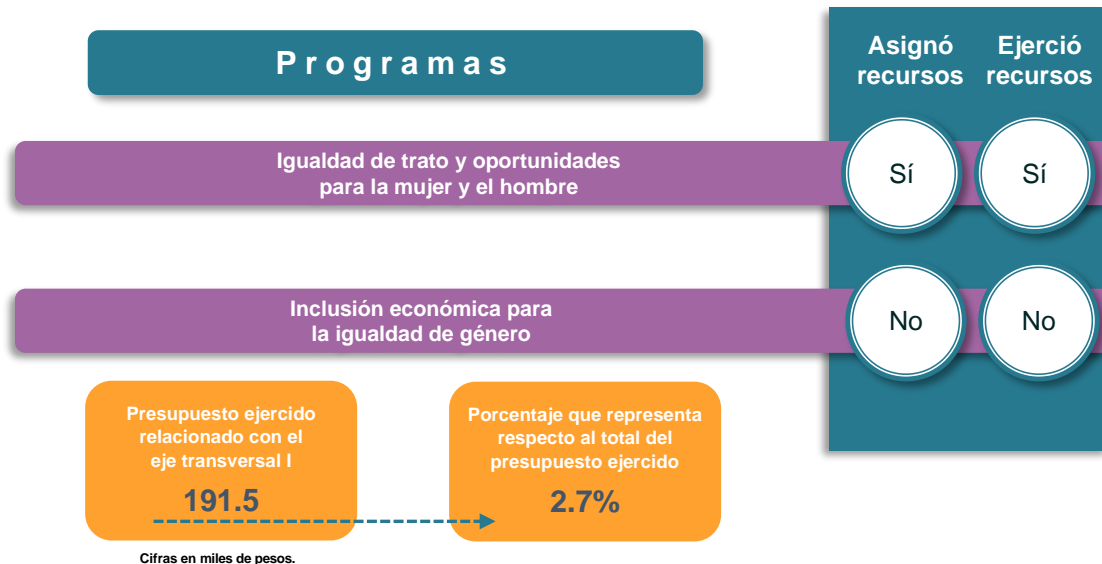 Programas
Asignó
recursos
Ejerció
recursos
Igualdad de trato y oportunidades
para la mujer y el hombre
Sí
Sí
Inclusión económica para
la igualdad de género
No
No
Presupuesto ejercido
relacionado con el
eje transversal I
191.5
Porcentaje que representa
respecto al total del
presupuesto ejercido
2.7%
Cifras en miles de pesos.